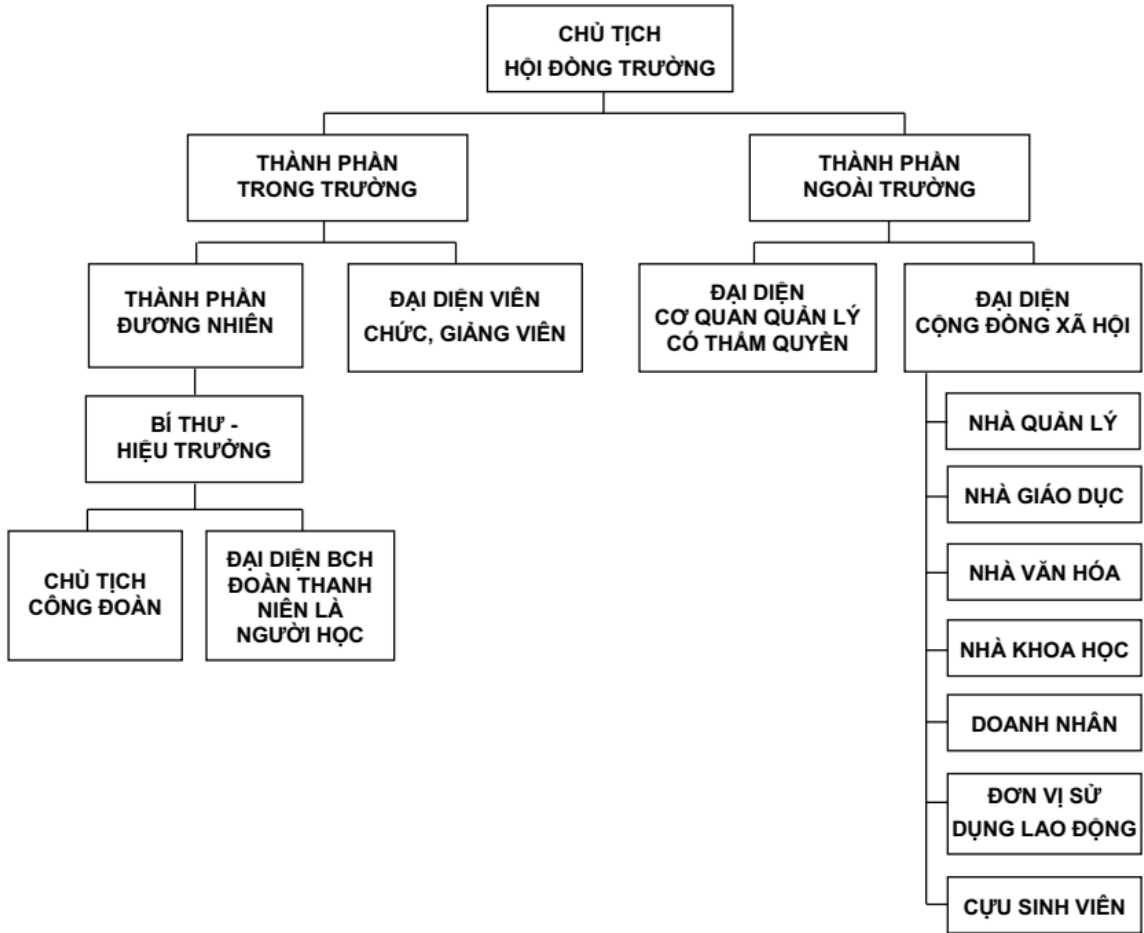 CHỦ TỊCH
HỘI ĐỒNG TRƯỜNG
THÀNH PHẦN
TRONG TRƯỜNG
THÀNH PHẦN
NGOÀI TRƯỜNG
THÀNH PHẦN
ĐƯƠNG NHIÊN
ĐẠI DIỆN VIÊN
CHỨC, GIẢNG VIÊN
ĐẠI DIỆN
CƠ QUAN QUẢN LÝ
CÓ THẨM QUYỀN
ĐẠI DIỆN
CỘNG ĐỒNG XÃ HỘI
BÍ THƯ -
HIỆU TRƯỞNG
CHỦ TỊCH
CÔNG ĐOÀN
ĐẠI DIỆN BCH
ĐOÀN THANH
NIÊN LÀ
NGƯỜI HỌC
NHÀ QUẢN LÝ
NHÀ GIÁO DỤC
NHÀ VĂN HÓA
NHÀ KHOA HỌC
DOANH NHÂN
ĐƠN VỊ SỬ
DỤNG LAO ĐỘNG
CỰU SINH VIÊN